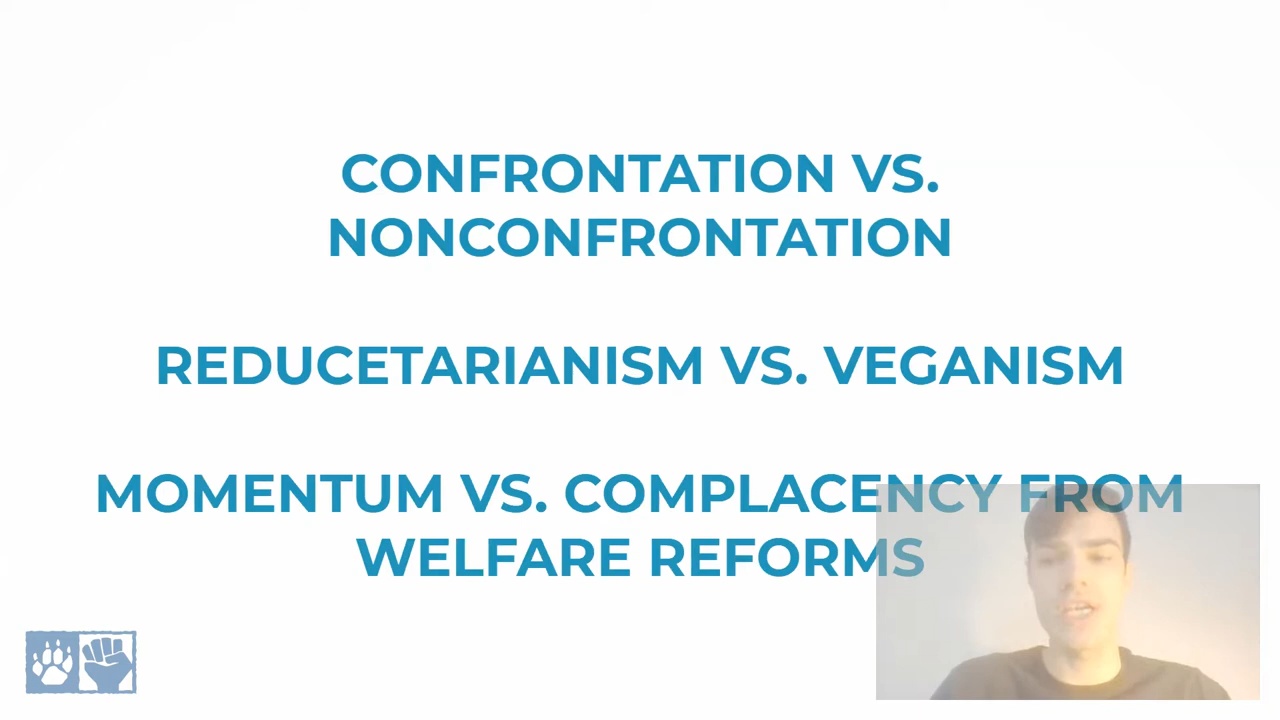 CONFRONTATION VS.
NONCONFRONTATION
REDUCETARIANISM VS. VEGANISM
MOMENTUM VS. COMPLACENCY FROM
WELFARE REFORMS